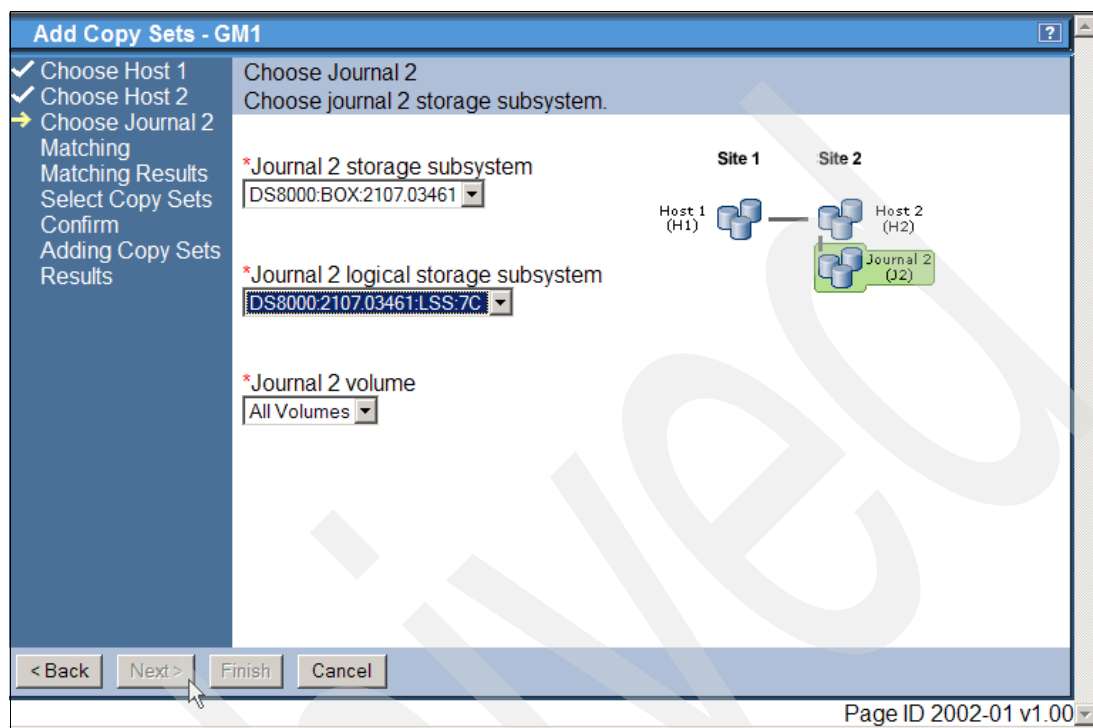 Add Copy Sets - GM1
?
Choose Host 1
Choose Host 2
Choose Journal 2
Matching
Matching Results
Select Copy Sets
Confirm
Adding Copy Sets
Results
Choose Journal 2
Choose journal 2 storage subsystem.
*Journal 2 storage subsystem
DS8000:BOX:2107.03461
*Journal 2 logical storage subsystem
DS8000:2107.03461:LSS:7C
*Journal 2 volume
All Volumes
Site 1 Site 2
Host 1
(H1)
Host 2
(H2)
Journal 2
(J2)
< Back Next > Finish Cancel
Page ID 2002-01 v1.00